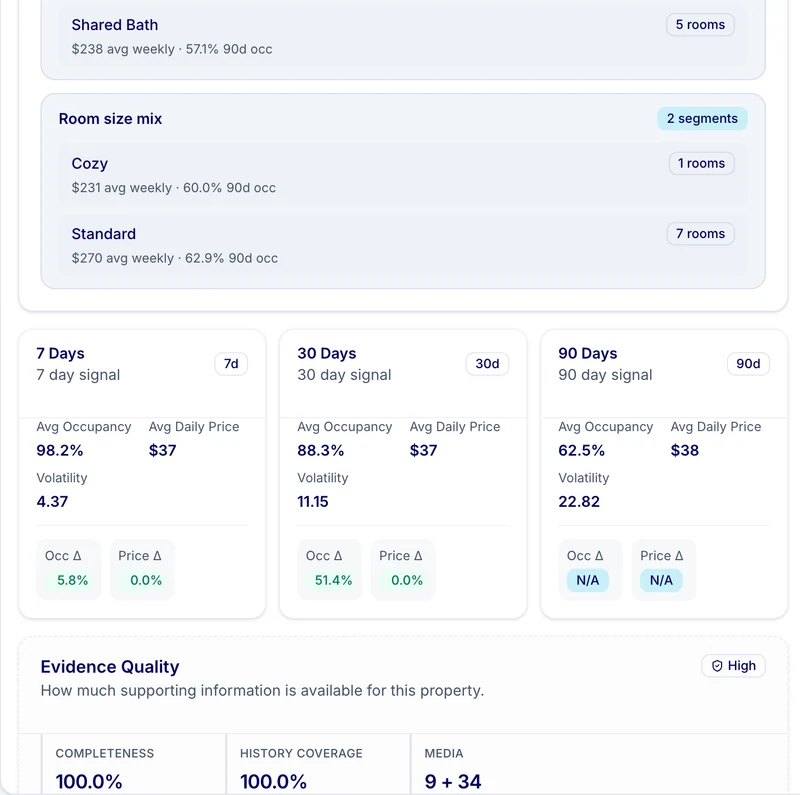 Shared Bath
5 rooms
$238 avg weekly · 57.1% 90d occ
Room size mix
2 segments
Cozy
1 rooms
$231 avg weekly · 60.0% 90d occ
Standard
7 rooms
$270 avg weekly · 62.9% 90d occ
7 Days
7 day signal
7d
Avg Occupancy
Avg Daily Price
98.2%
$37
Volatility
4.37
Occ Δ
Price Δ
5.8%
0.0%
30 Days
30 day signal
30d
Avg Occupancy
Avg Daily Price
88.3%
$37
Volatility
11.15
Occ Δ
Price Δ
51.4%
0.0%
90 Days
90 day signal
90d
Avg Occupancy
Avg Daily Price
62.5%
$38
Volatility
22.82
Occ Δ
Price Δ
N/A
N/A
Evidence Quality
High
How much supporting information is available for this property.
COMPLETENESS
100.0%
HISTORY COVERAGE
100.0%
MEDIA
9 + 34